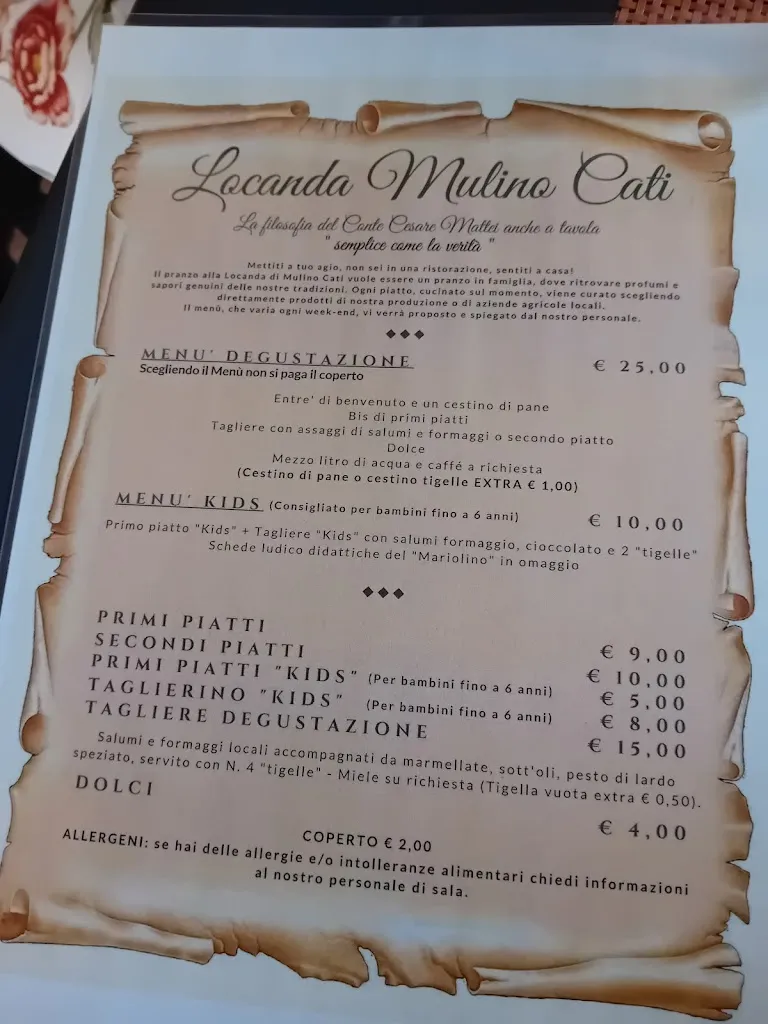 Locanda Mulino Cati
La filosofia del Conte Cesare Mattei anche a tavola
" semplice come la verità "
Mettiti a tuo agio, non sei in una ristorazione, sentiti a casa!
Il pranzo alla Locanda di Mulino Cati vuole essere un pranzo in famiglia, dove ritrovare profumi e
sapori genuini delle nostre tradizioni. Ogni piatto, cucinato sul momento, viene curato scegliendo
direttamente prodotti di nostra produzione o di aziende agricole locali.
Il menù, che varia ogni week-end, vi verrà proposto e spiegato dal nostro personale.
MENU' DEGUSTAZIONE € 25,00
Scegliendo il Menù non si paga il coperto
Entre' di benvenuto e un cestino di pane
Bis di primi piatti
Tagliere con assaggi di salumi e formaggi o secondo piatto
Dolce
Mezzo litro di acqua e caffé a richiesta
(Cestino di pane o cestino tigelle EXTRA € 1,00)
MENU' KIDS (Consigliato per bambini fino a 6 anni) € 10,00
Primo piatto "Kids" + Tagliere "Kids" con salumi formaggio, cioccolato e 2 "tigelle"
Schede ludico didattiche del "Mariolino" in omaggio
PRIMI PIATTI € 9,00
SECONDI PIATTI € 10,00
PRIMI PIATTI "KIDS" (Per bambini fino a 6 anni) € 5,00
TAGLIERINO "KIDS" (Per bambini fino a 6 anni) € 8,00
TAGLIERE DEGUSTAZIONE € 15,00
Salumi e formaggi locali accompagnati da marmellate, sott'oli, pesto di lardo
speziato, servito con N. 4 "tigelle" - Miele su richiesta (Tigella vuota extra € 0,50).
DOLCI € 4,00
COPERTO € 2,00
ALLERGENI: se hai delle allergie e/o intolleranze alimentari chiedi informazioni
al nostro personale di sala.